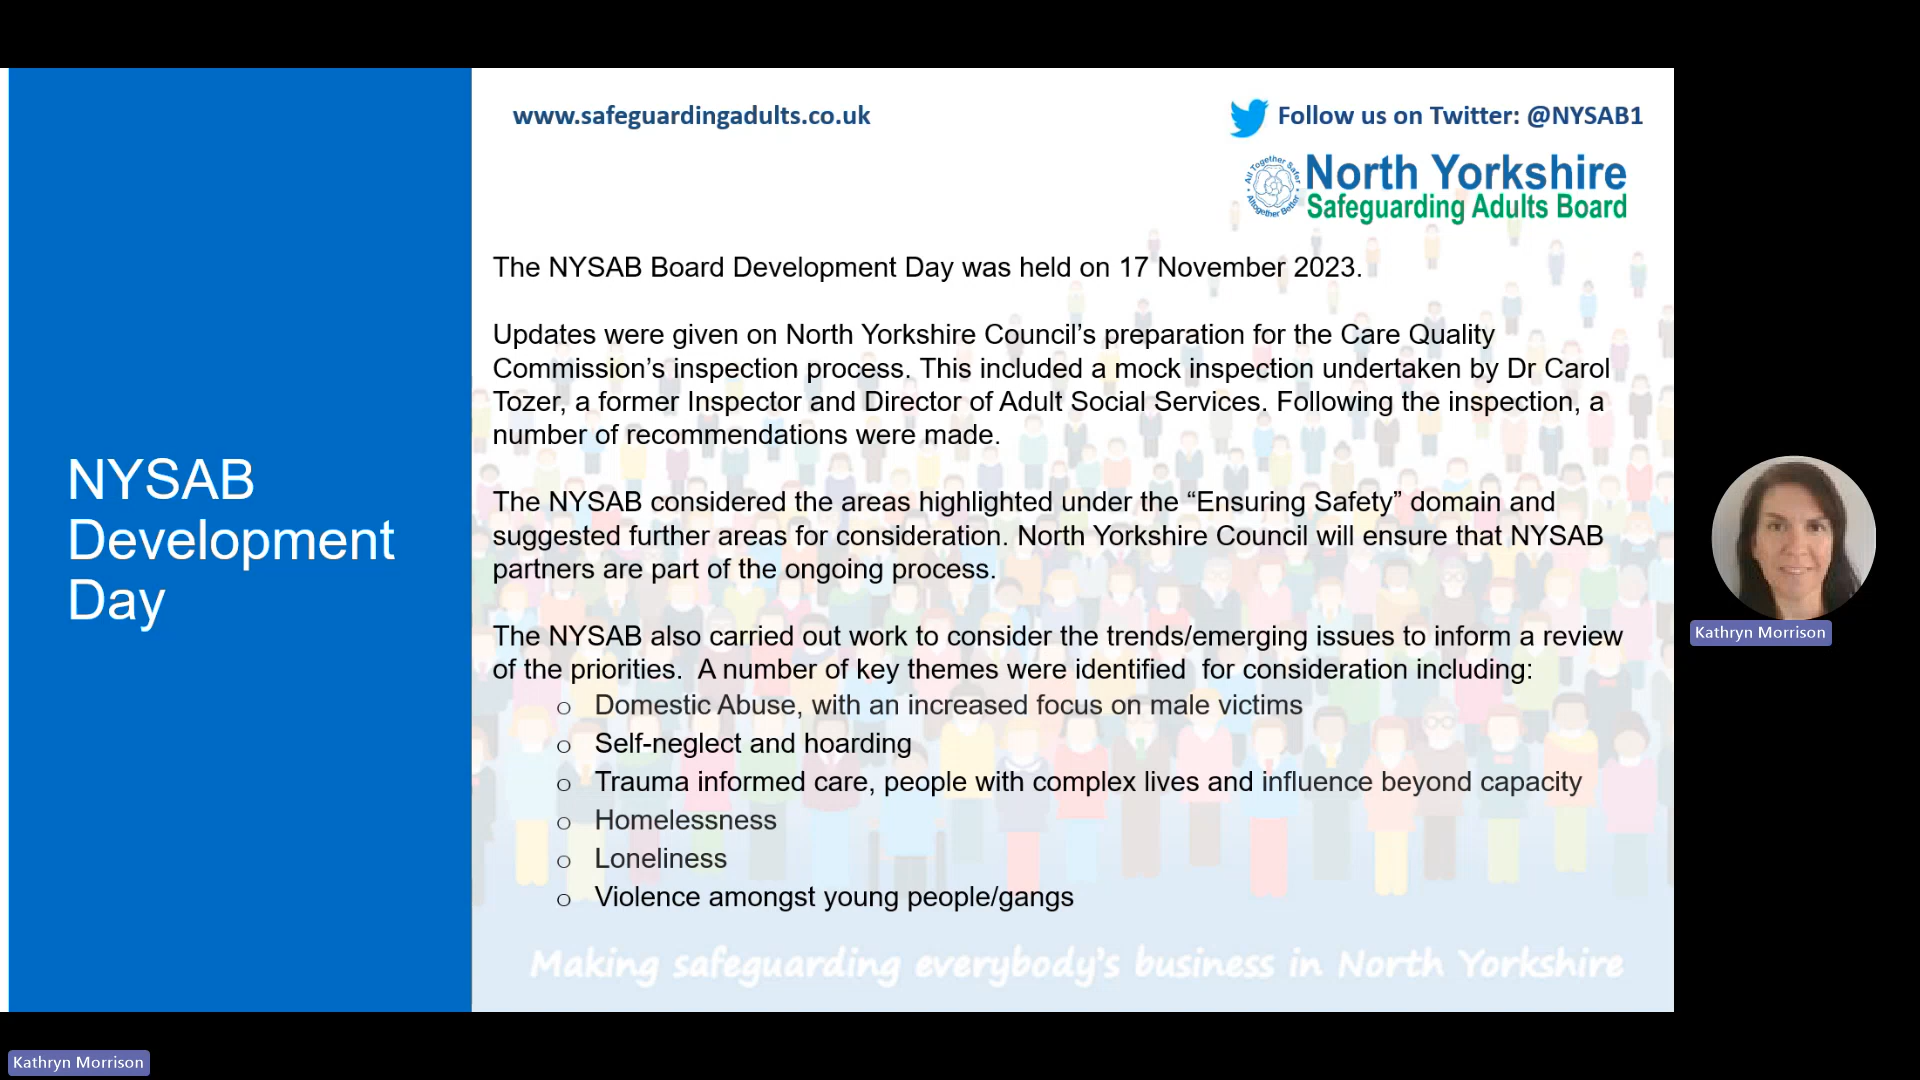 www.safeguardingadults.co.uk
Follow us on Twitter: @NYSAB1
All Together Safer
Altogether Better
North Yorkshire
Safeguarding Adults Board
NYSAB
Development
Day
The NYSAB Board Development Day was held on 17 November 2023.
Updates were given on North Yorkshire Council’s preparation for the Care Quality
Commission’s inspection process. This included a mock inspection undertaken by Dr Carol
Tozer, a former Inspector and Director of Adult Social Services. Following the inspection, a
number of recommendations were made.
The NYSAB considered the areas highlighted under the “Ensuring Safety” domain and
suggested further areas for consideration. North Yorkshire Council will ensure that NYSAB
partners are part of the ongoing process.
The NYSAB also carried out work to consider the trends/emerging issues to inform a review
of the priorities.  A number of key themes were identified  for consideration including:
o Domestic Abuse, with an increased focus on male victims
o Self-neglect and hoarding
o Trauma informed care, people with complex lives and influence beyond capacity
o Homelessness
o Loneliness
o Violence amongst young people/gangs
Making safeguarding everybody’s business in North Yorkshire
Kathryn Morrison
Kathryn Morrison